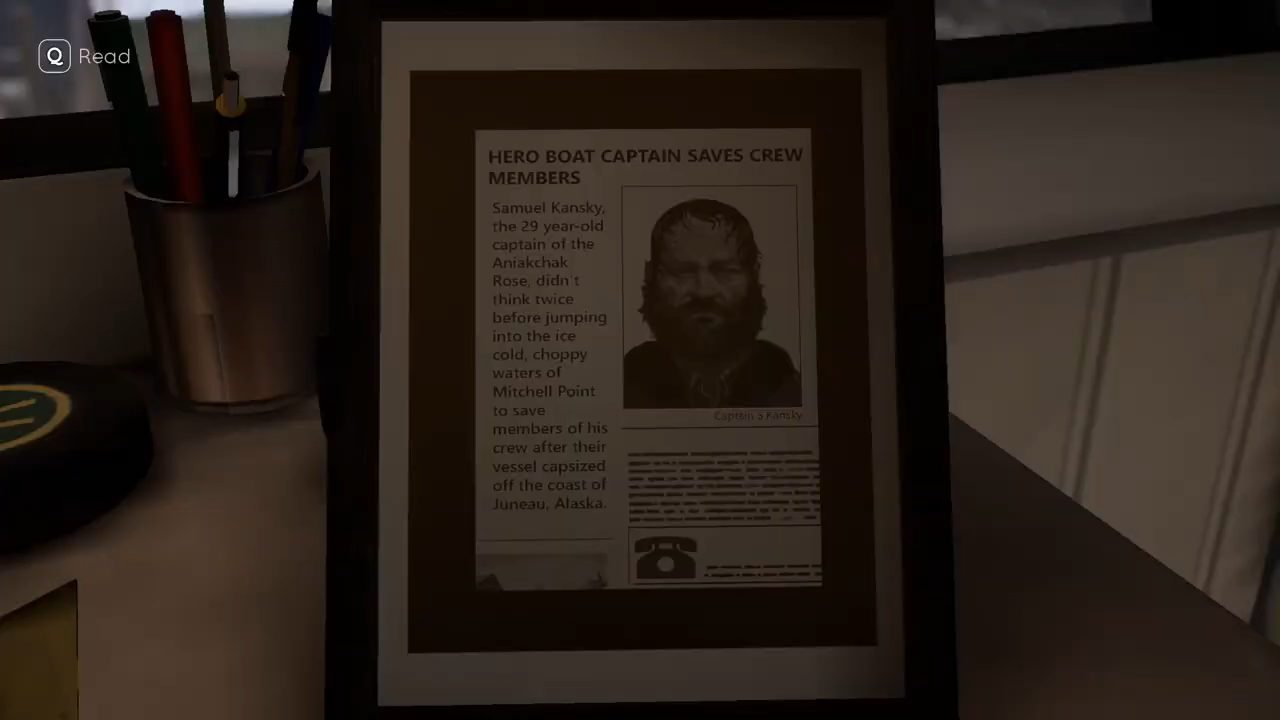 Q Read
HERO BOAT CAPTAIN SAVES CREW
MEMBERS
Samuel Kansky,
the 29 year-old
captain of the
Aniakchak
Rose, didn't
think twice
before jumping
into the ice
cold, choppy
waters of
Mitchell Point
to save
members of his
crew after their
vessel capsized
off the coast of
Juneau, Alaska.
Captain S Kansky